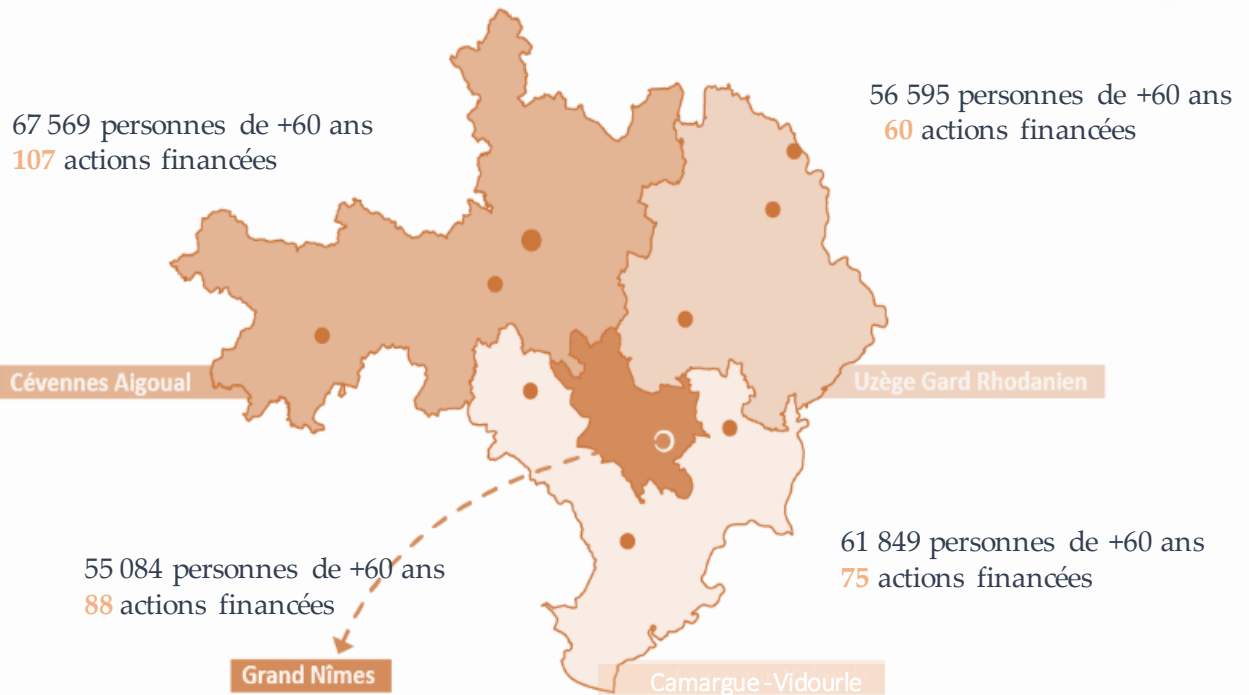 56 595 personnes de +60 ans
60 actions financées
67 569 personnes de +60 ans
107 actions financées
Cévennes Aigoual
Uzège Gard Rhodanien
61 849 personnes de +60 ans
75 actions financées
55 084 personnes de +60 ans
88 actions financées
Grand Nîmes
Camargue -Vidourle